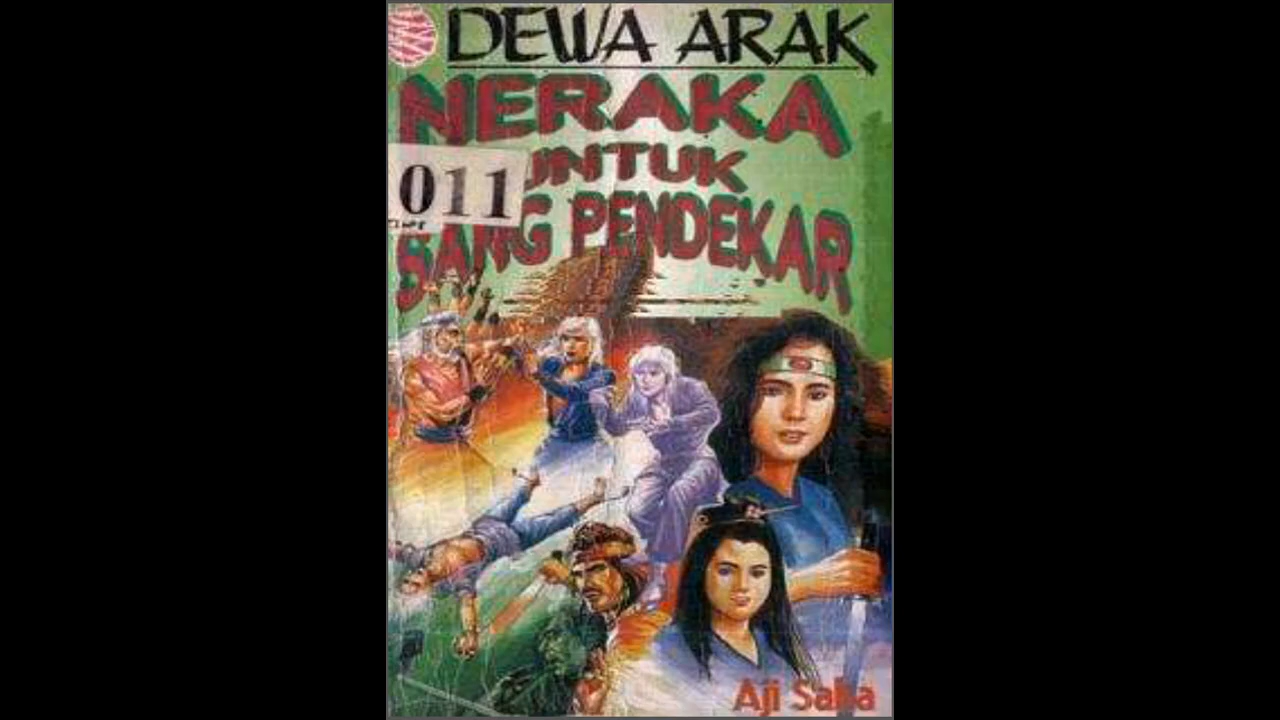 DEWA ARAK
NERAKA
UNTUK
011
SANG PENDEKAR
Aji Saka